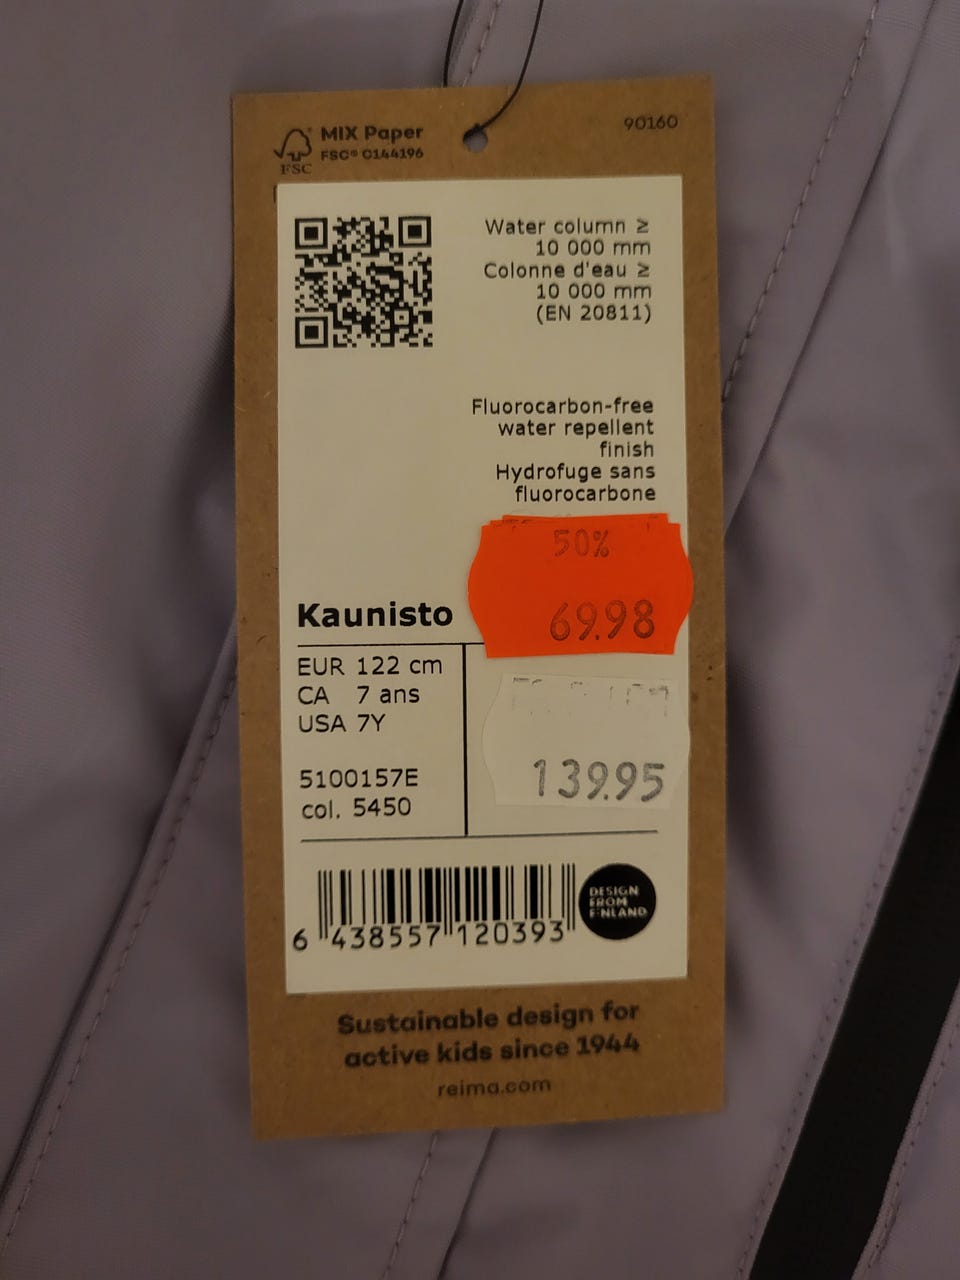 MIX Paper
FSC® C144196
FSC
90160
Water column ≥
10 000 mm
Colonne d'eau ≥
10 000 mm
(EN 20811)
Fluorocarbon-free
water repellent
finish
Hydrofuge sans
fluorocarbone
50%
69.98
Kaunisto
EUR 122 cm
CA 7 ans
USA 7Y
5100157E
col. 5450
139.95
6 438557 120393
DESIGN
FROM
FINLAND
Sustainable design for
active kids since 1944
reima.com